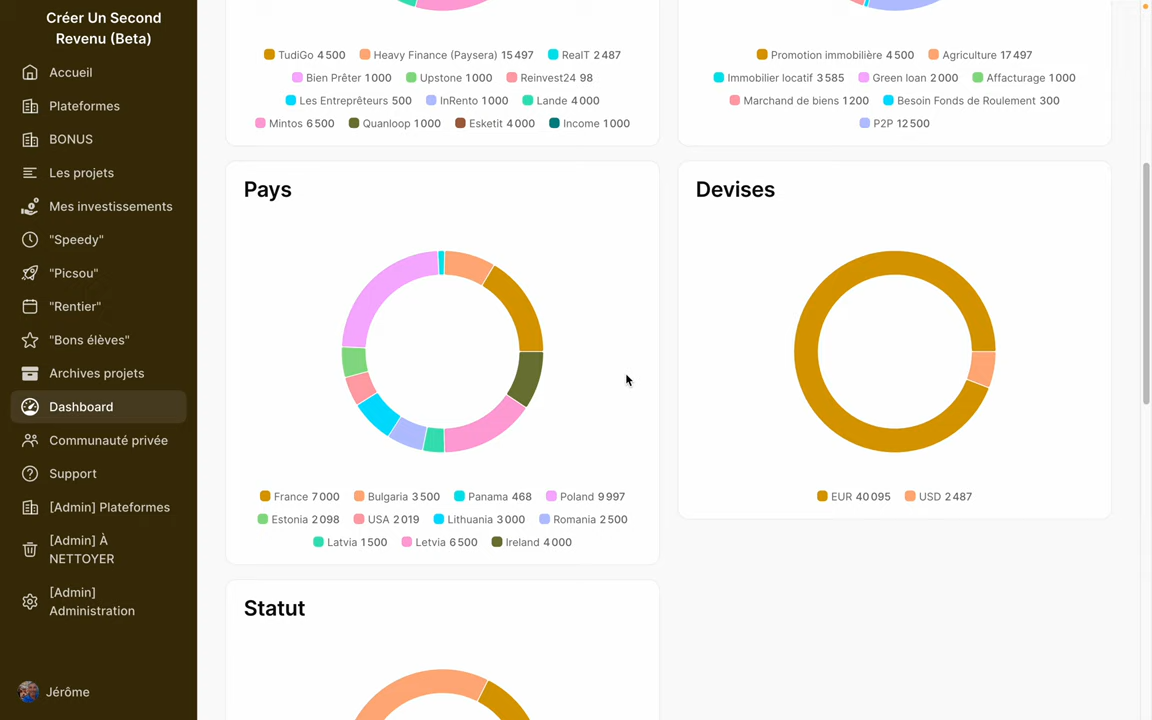 Créer Un Second
Revenu (Beta)
Accueil
Plateformes
BONUS
Les projets
Mes investissements
"Speedy"
"Picsou"
"Rentier"
"Bons élèves"
Archives projets
Dashboard
Communauté privée
Support
[Admin] Plateformes
[Admin] À
NETTOYER
[Admin]
Administration
Jérôme
TudiGo 4 500 Heavy Finance (Paysera) 15 497 RealT 2 487
Bien Prêter 1 000 Upstone 1 000 Reinvest24 98
Les Entreprêteurs 500 InRento 1 000 Lande 4 000
Mintos 6 500 Quanloop 1 000 Esketit 4 000 Income 1 000
Promotion immobilière 4 500 Agriculture 17 497
Immobilier locatif 3 585 Green loan 2 000 Affacturage 1 000
Marchand de biens 1 200 Besoin Fonds de Roulement 300
P2P 12 500
Pays
France 7 000 Bulgaria 3 500 Panama 468 Poland 9 997
Estonia 2 098 USA 2 019 Lithuania 3 000 Romania 2 500
Latvia 1 500 Letvia 6 500 Ireland 4 000
Devises
EUR 40 095 USD 2 487
Statut